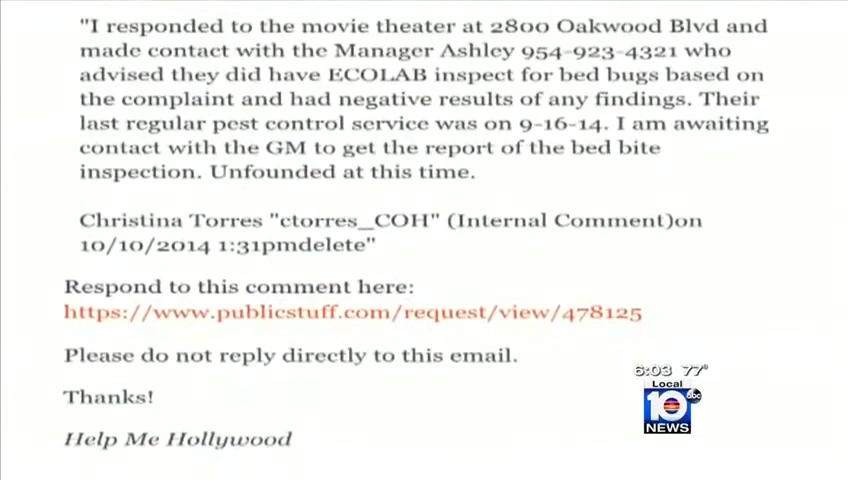 "I responded to the movie theater at 2800 Oakwood Blvd and
made contact with the Manager Ashley 954-923-4321 who
advised they did have ECOLAB inspect for bed bugs based on
the complaint and had negative results of any findings. Their
last regular pest control service was on 9-16-14. I am awaiting
contact with the GM to get the report of the bed bite
inspection. Unfounded at this time.
Christina Torres "ctorres_COH" (Internal Comment)on
10/10/2014 1:31pmdelete"
Respond to this comment here:
https://www.publicstuff.com/request/view/478125
Please do not reply directly to this email.
Thanks!
Help Me Hollywood
6:03 77°
Local
10 abc
NEWS